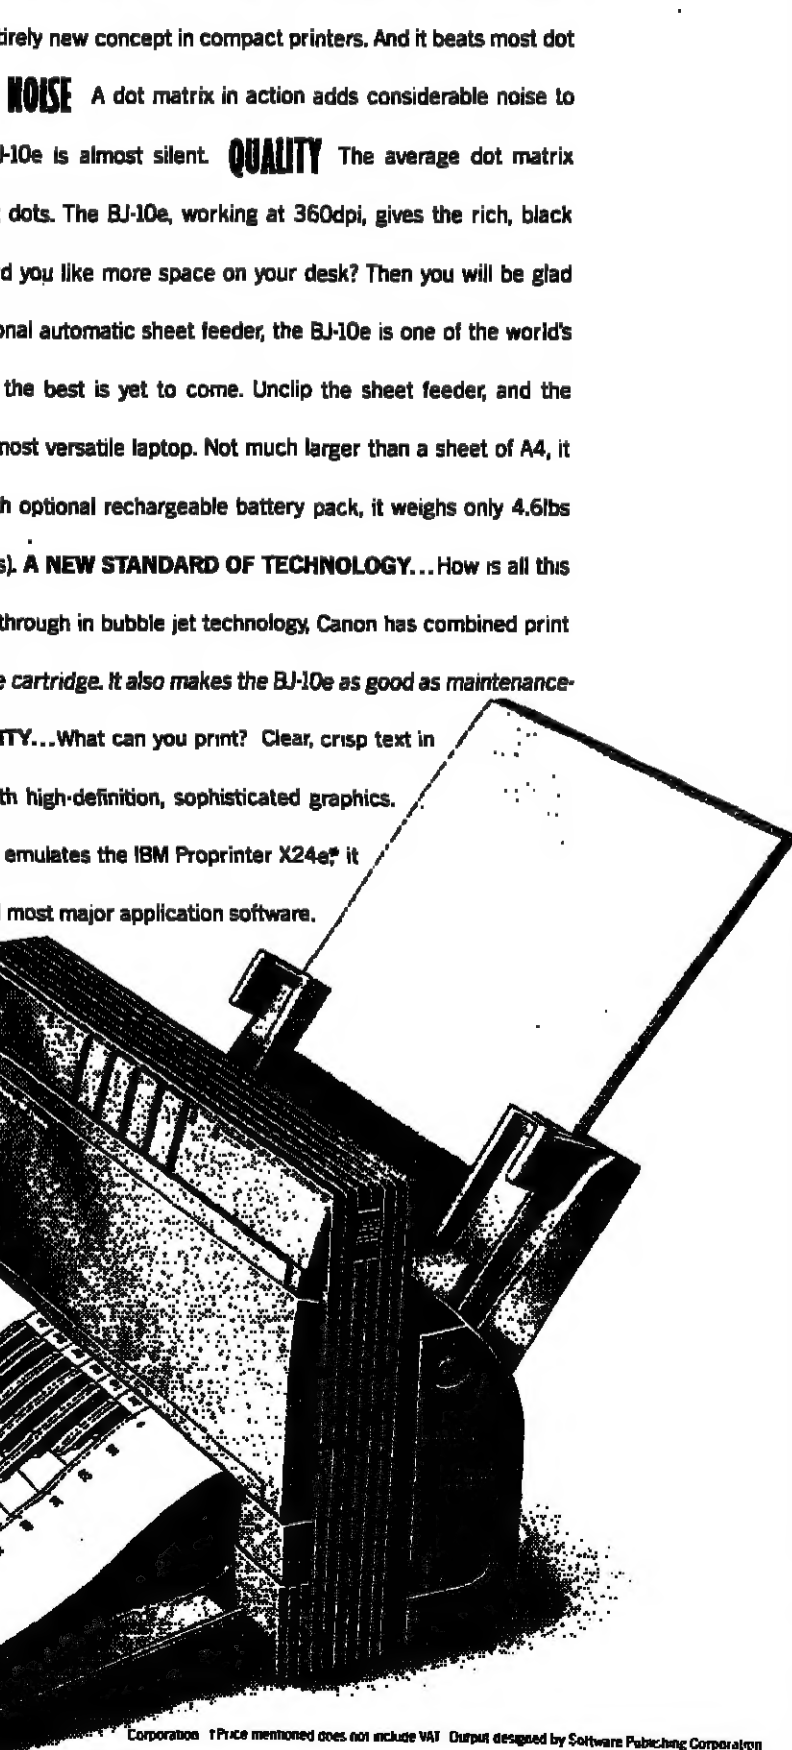 tirely new concept in compact printers. And it beats most dot
NOISE A dot matrix in action adds considerable noise to
J-10e is almost silent. QUALITY The average dot matrix
dots. The BJ-10e, working at 360dpi, gives the rich, black
d you like more space on your desk? Then you will be glad
onal automatic sheet feeder, the BJ-10e is one of the world's
the best is yet to come. Unclip the sheet feeder, and the
most versatile laptop. Not much larger than a sheet of A4, it
h optional rechargeable battery pack, it weighs only 4.6lbs
s). A NEW STANDARD OF TECHNOLOGY...How is all this
through in bubble jet technology, Canon has combined print
e cartridge. It also makes the BJ-10e as good as maintenance-
ITY...What can you print? Clear, crisp text in
th high-definition, sophisticated graphics.
emulates the IBM Proprinter X24e,* it
most major application software.
Corporation †Price mentioned does not include VAT Output designed by Software Publishing Corporation